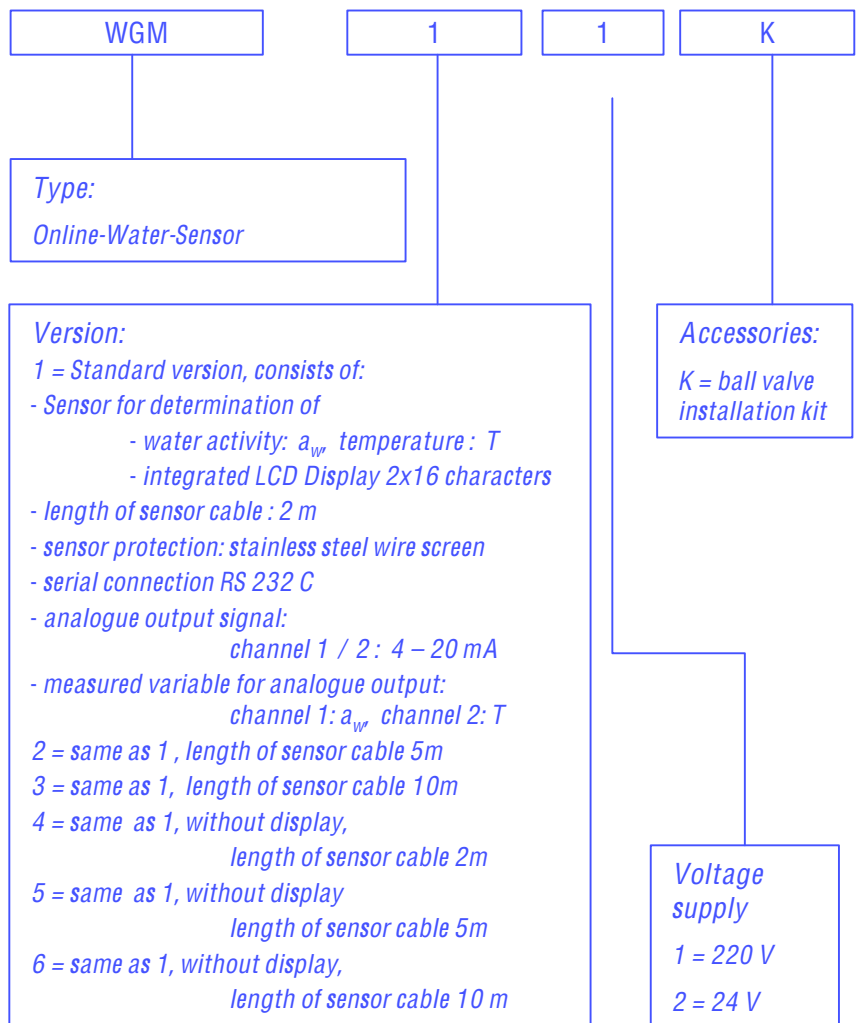 WGM 1 1 K
Type:
Online-Water-Sensor
Version:
1 = Standard version, consists of:
- Sensor for determination of
- water activity: a_w, temperature : T
- integrated LCD Display 2x16 characters
- length of sensor cable : 2 m
- sensor protection: stainless steel wire screen
- serial connection RS 232 C
- analogue output signal:
channel 1 / 2 : 4 – 20 mA
- measured variable for analogue output:
channel 1: a_w, channel 2: T
2 = same as 1 , length of sensor cable 5m
3 = same as 1, length of sensor cable 10m
4 = same as 1, without display,
length of sensor cable 2m
5 = same as 1, without display
length of sensor cable 5m
6 = same as 1, without display,
length of sensor cable 10 m
Accessories:
K = ball valve
installation kit
Voltage
supply
1 = 220 V
2 = 24 V